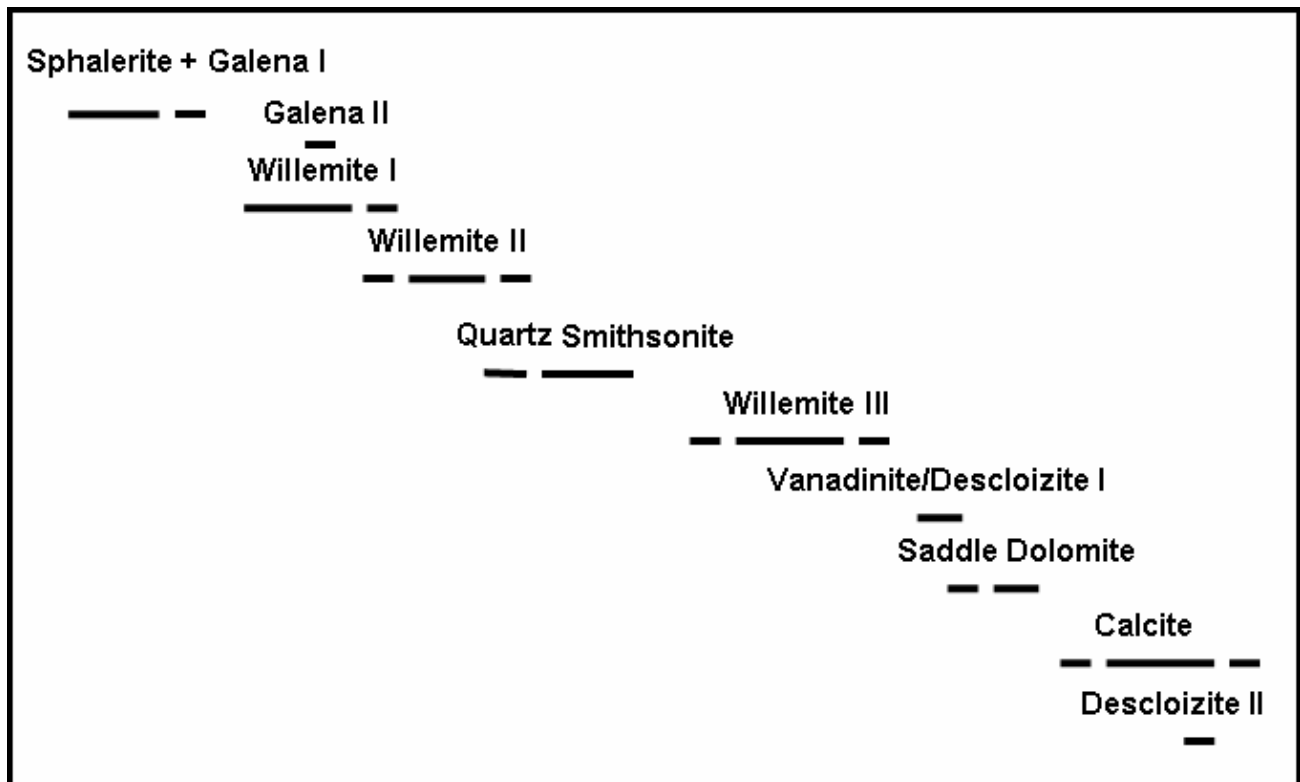 Sphalerite + Galena I
Galena II
Willemite I
Willemite II
Quartz Smithsonite
Willemite III
Vanadinite/Descloizite I
Saddle Dolomite
Calcite
Descloizite II